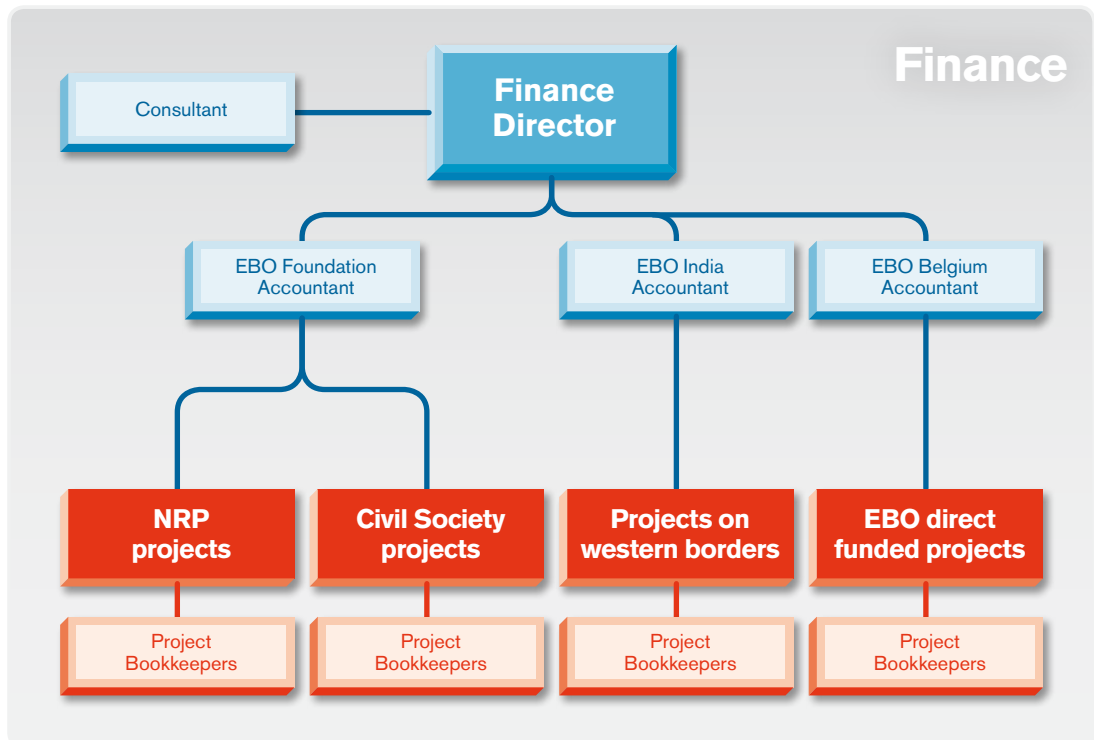 Finance
Consultant
Finance
Director
EBO Foundation
Accountant
EBO India
Accountant
EBO Belgium
Accountant
NRP
projects
Civil Society
projects
Projects on
western borders
EBO direct
funded projects
Project
Bookkeepers
Project
Bookkeepers
Project
Bookkeepers
Project
Bookkeepers